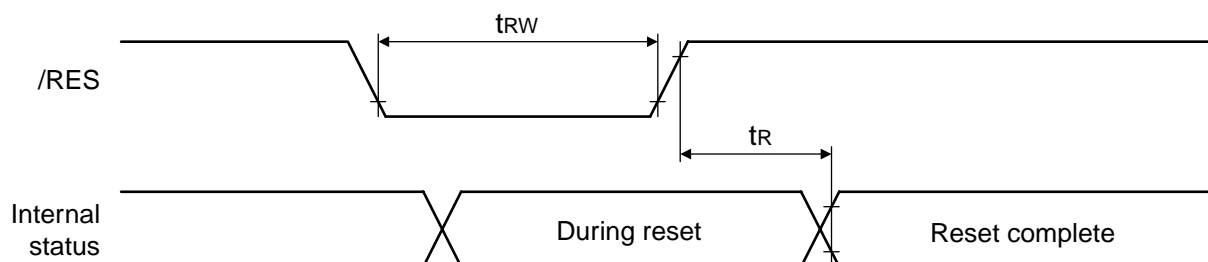 tRW
/RES
tR
Internal
status
During reset
Reset complete